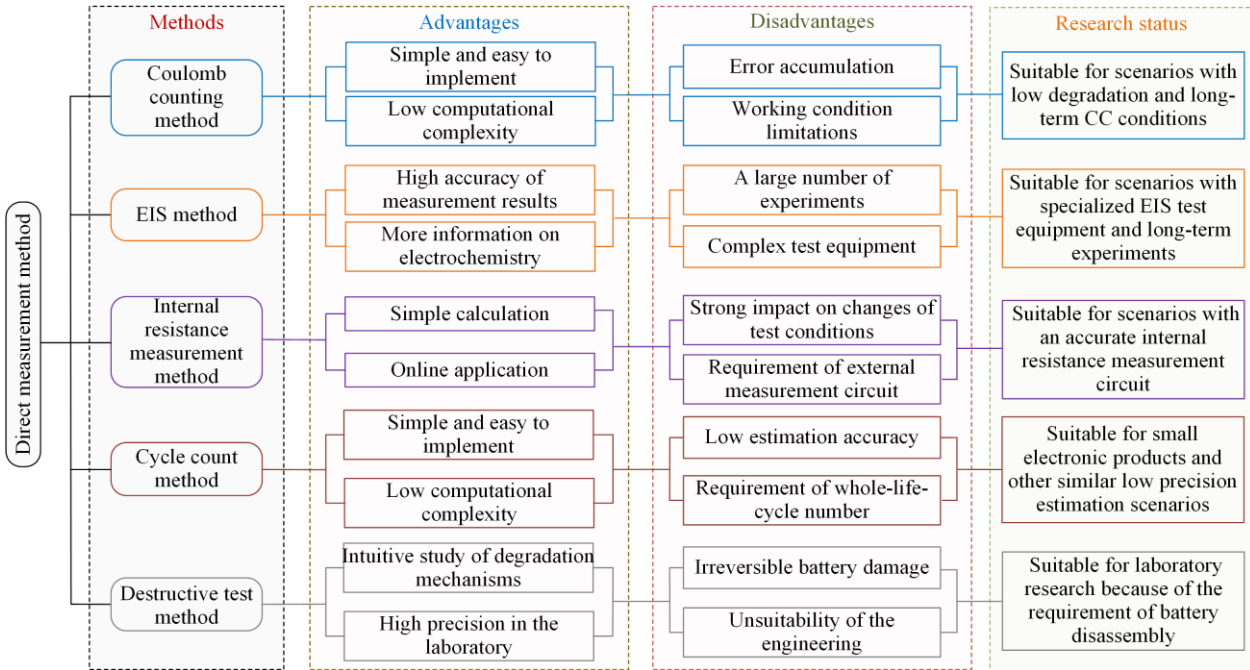 Methods
Advantages
Disadvantages
Research status
Direct measurement method
Coulomb
counting
method
Simple and easy to
implement
Low computational
complexity
Error accumulation
Working condition
limitations
Suitable for scenarios with
low degradation and long-
term CC conditions
EIS method
High accuracy of
measurement results
More information on
electrochemistry
A large number of
experiments
Complex test equipment
Suitable for scenarios with
specialized EIS test
equipment and long-term
experiments
Internal
resistance
measurement
method
Simple calculation
Online application
Strong impact on changes of
test conditions
Requirement of external
measurement circuit
Suitable for scenarios with
an accurate internal
resistance measurement
circuit
Cycle count
method
Simple and easy to
implement
Low computational
complexity
Low estimation accuracy
Requirement of whole-life-
cycle number
Suitable for small
electronic products and
other similar low precision
estimation scenarios
Destructive test
method
Intuitive study of degradation
mechanisms
High precision in the
laboratory
Irreversible battery damage
Unsuitability of the
engineering
Suitable for laboratory
research because of the
requirement of battery
disassembly